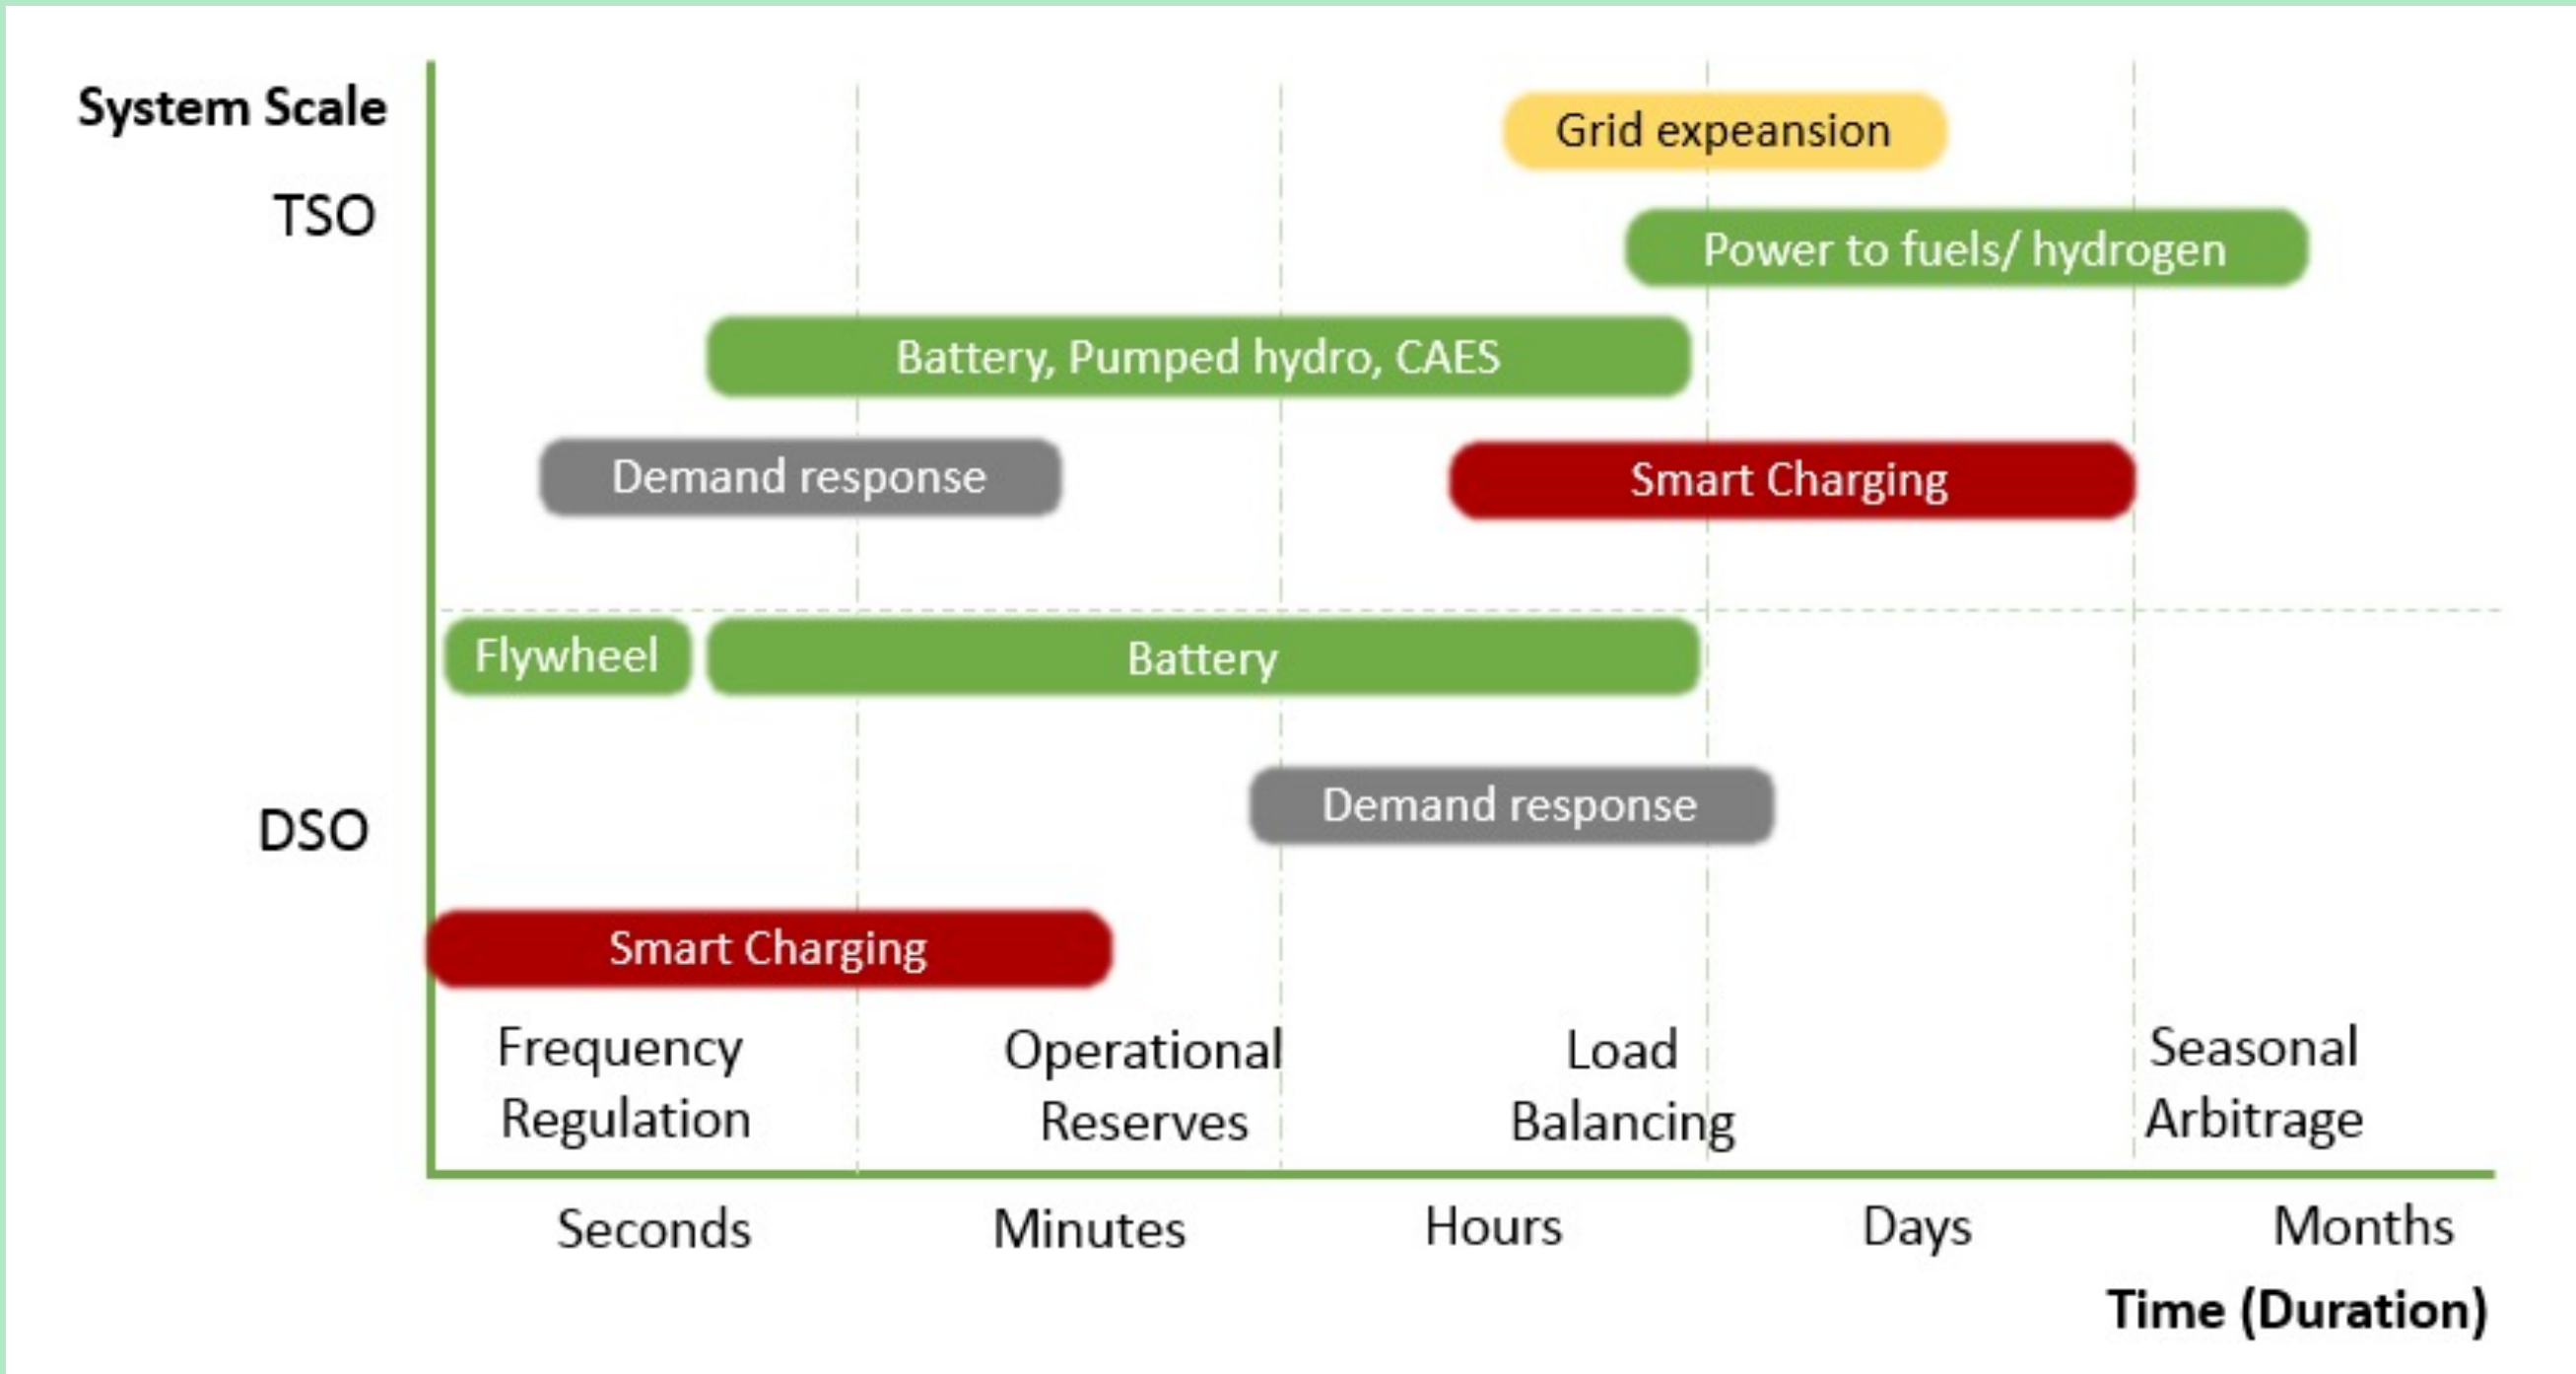 System Scale
TSO
Grid expeansion
Power to fuels/ hydrogen
Battery, Pumped hydro, CAES
Demand response
Smart Charging
Flywheel
Battery
DSO
Demand response
Smart Charging
Frequency
Regulation
Operational
Reserves
Load
Balancing
Seasonal
Arbitrage
Seconds
Minutes
Hours
Days
Months
Time (Duration)